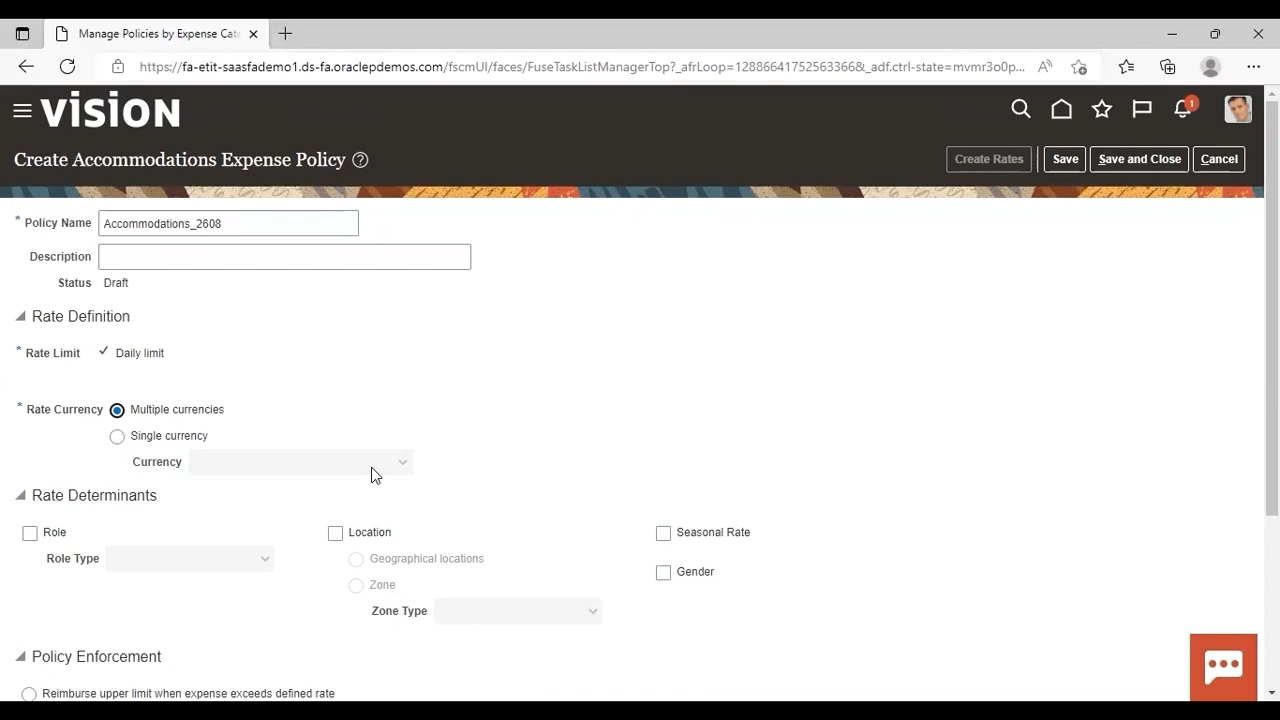 Manage Policies by Expense Cate
https://fa-etit-saasfademo1.ds-fa.oraclepdemos.com/fscmUI/faces/FuseTaskListManagerTop?_afrLoop=12886641752563366&_adf.ctrl-state=mvmr3o0p...
VISION
1
Create Accommodations Expense Policy ?
Create Rates
Save
Save and Close
Cancel
* Policy Name Accommodations_2608
Description
Status Draft
Rate Definition
* Rate Limit Daily limit
* Rate Currency Multiple currencies
Single currency
Currency
Rate Determinants
Role
Location
Seasonal Rate
Role Type
Geographical locations
Gender
Zone
Zone Type
Policy Enforcement
Reimburse upper limit when expense exceeds defined rate